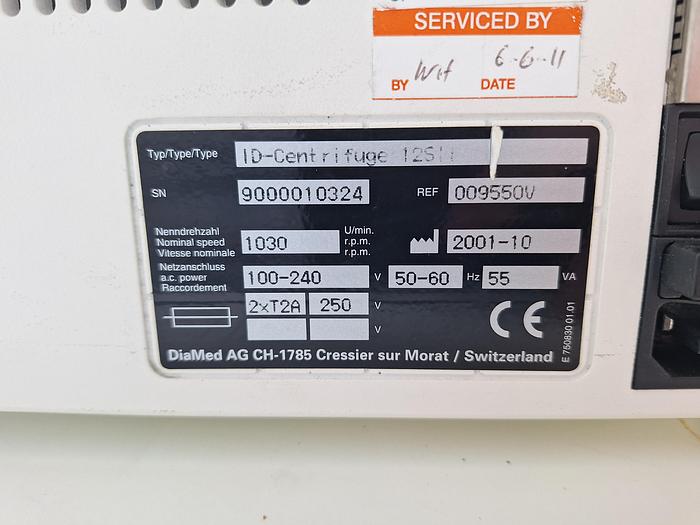 SERVICED BY
BY Wit DATE 6-6-11
Typ/Type/Type ID-Centrifuge 12SII
SN 9000010324 REF 009550V
Nenndrehzahl U/min.
Nominal speed 1030 r.p.m. 2001-10
Vitesse nominale r.p.m.
Netzanschluss
a.c. power 100-240 V 50-60 Hz 55 VA
Raccordement
2xT2A 250 V
V
CE
DiaMed AG CH-1785 Cressier sur Morat / Switzerland
E 750830 01.01